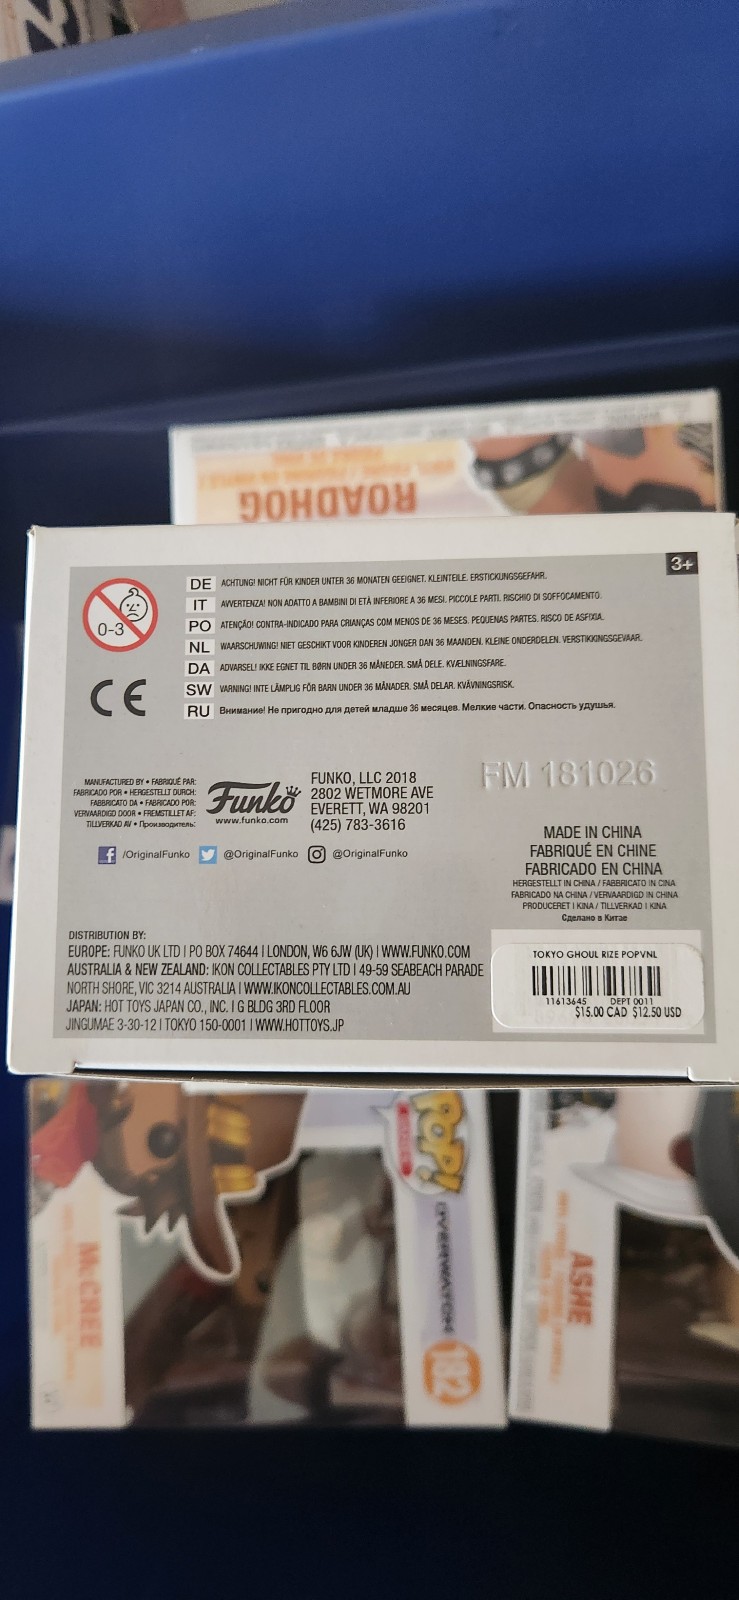 ROADHOG
3+
0-3
DE ACHTUNG! NICHT FÜR KINDER UNTER 36 MONATEN GEEIGNET. KLEINTEILE. ERSTICKUNGSGEFAHR.
IT AVVERTENZA! NON ADATTO A BAMBINI DI ETÀ INFERIORE A 36 MESI. PICCOLE PARTI. RISCHIO DI SOFFOCAMENTO.
PO ATENÇÃO! CONTRA-INDICADO PARA CRIANÇAS COM MENOS DE 36 MESES. PEQUENAS PARTES. RISCO DE ASFIXIA.
NL WAARSCHUWING! NIET GESCHIKT VOOR KINDEREN JONGER DAN 36 MAANDEN. KLEINE ONDERDELEN. VERSTIKKINGSGEVAAR.
DA ADVARSEL! IKKE EGNET TIL BØRN UNDER 36 MÅNEDER. SMÅ DELE. KVÆLNINGSFARE.
SW VARNING! INTE LÄMPLIG FÖR BARN UNDER 36 MÅNADER. SMÅ DELAR. KVÄVNINGSRISK.
RU Внимание! Не пригодно для детей младше 36 месяцев. Мелкие части. Опасность удушья.
CE
MANUFACTURED BY • FABRIQUÉ PAR:
FABRICADO POR • HERGESTELLT DURCH:
FABBRICATO DA • FABRICADO POR:
VERVAARDIGD DOOR • FREMSTILLET AF:
TILLVERKAD AV • Производитель:
Funko
www.funko.com
FUNKO, LLC 2018
2802 WETMORE AVE
EVERETT, WA 98201
(425) 783-3616
FM 181026
/OriginalFunko @OriginalFunko @OriginalFunko
MADE IN CHINA
FABRIQUÉ EN CHINE
FABRICADO EN CHINA
HERGESTELLT IN CHINA / FABBRICATO IN CINA
FABRICADO NA CHINA / VERVAARDIGD IN CHINA
PRODUCERET I KINA / TILLVERKAD I KINA
Сделано в Китае
DISTRIBUTION BY:
EUROPE: FUNKO UK LTD I PO BOX 74644 I LONDON, W6 6JW (UK) I WWW.FUNKO.COM
AUSTRALIA & NEW ZEALAND: IKON COLLECTABLES PTY LTD I 49-59 SEABEACH PARADE
NORTH SHORE, VIC 3214 AUSTRALIA I WWW.IKONCOLLECTABLES.COM.AU
JAPAN: HOT TOYS JAPAN CO., INC. I G BLDG 3RD FLOOR
JINGUMAE 3-30-12 I TOKYO 150-0001 I WWW.HOTTOYS.JP
TOKYO GHOUL RIZE POPVNL
11613645 DEPT 0011
$15.00 CAD $12.50 USD
McCREE
POP!
GAMES
OVERWATCH
182
ASHE